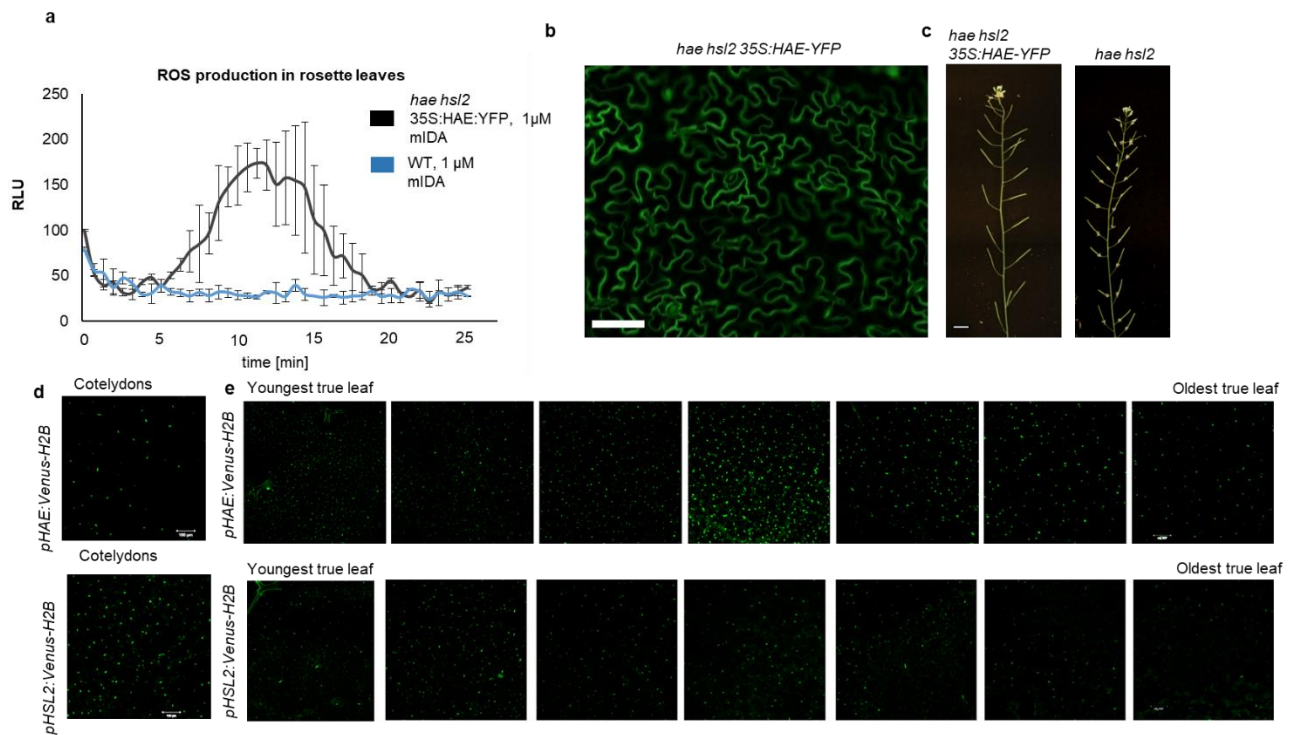 a
ROS production in rosette leaves
250
200
150
100
50
0
RLU
0
5
10
15
20
25
time [min]
hae hsl2
35S:HAE:YFP, 1µM
mIDA
WT, 1 µM
mIDA
b
hae hsl2 35S:HAE-YFP
c
hae hsl2
35S:HAE-YFP
hae hsl2
d
Cotelydons
pHAE:Venus-H2B
100 µm
Cotelydons
pHSL2:Venus-H2B
e
Youngest true leaf
Oldest true leaf
pHAE:Venus-H2B
Youngest true leaf
Oldest true leaf
pHSL2:Venus-H2B